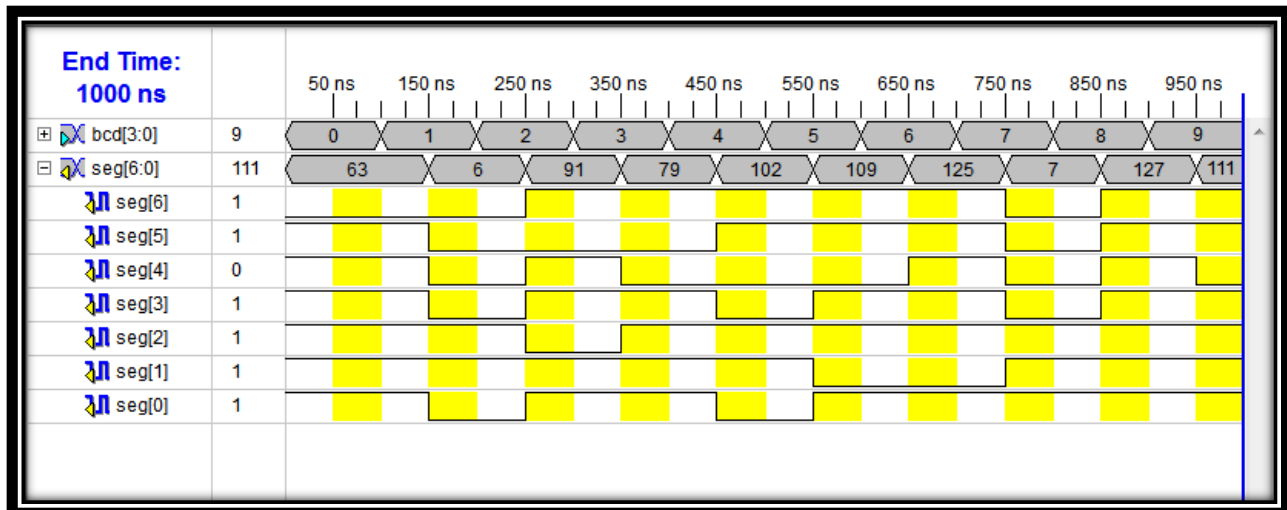 End Time:
1000 ns
50 ns 150 ns 250 ns 350 ns 450 ns 550 ns 650 ns 750 ns 850 ns 950 ns
bcd[3:0] 9 0 1 2 3 4 5 6 7 8 9
seg[6:0] 111 63 6 91 79 102 109 125 7 127 111
seg[6] 1
seg[5] 1
seg[4] 0
seg[3] 1
seg[2] 1
seg[1] 1
seg[0] 1